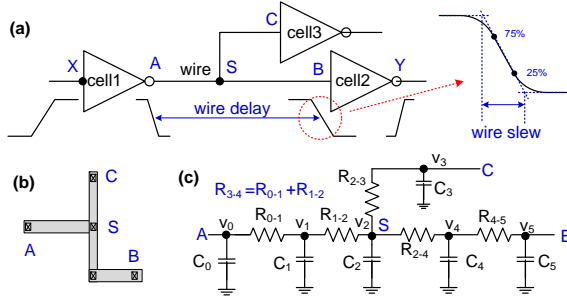 (a)
X
cell1
A
wire
S
C
cell3
B
cell2
Y
wire delay
75%
25%
wire slew
(b)
C
S
A
B
(c)
R3-4=R0-1+R1-2
A
v0
R0-1
v1
R1-2
v2
S
R2-3
v3
C
C3
R2-4
v4
R4-5
v5
B
C0
C1
C2
C4
C5